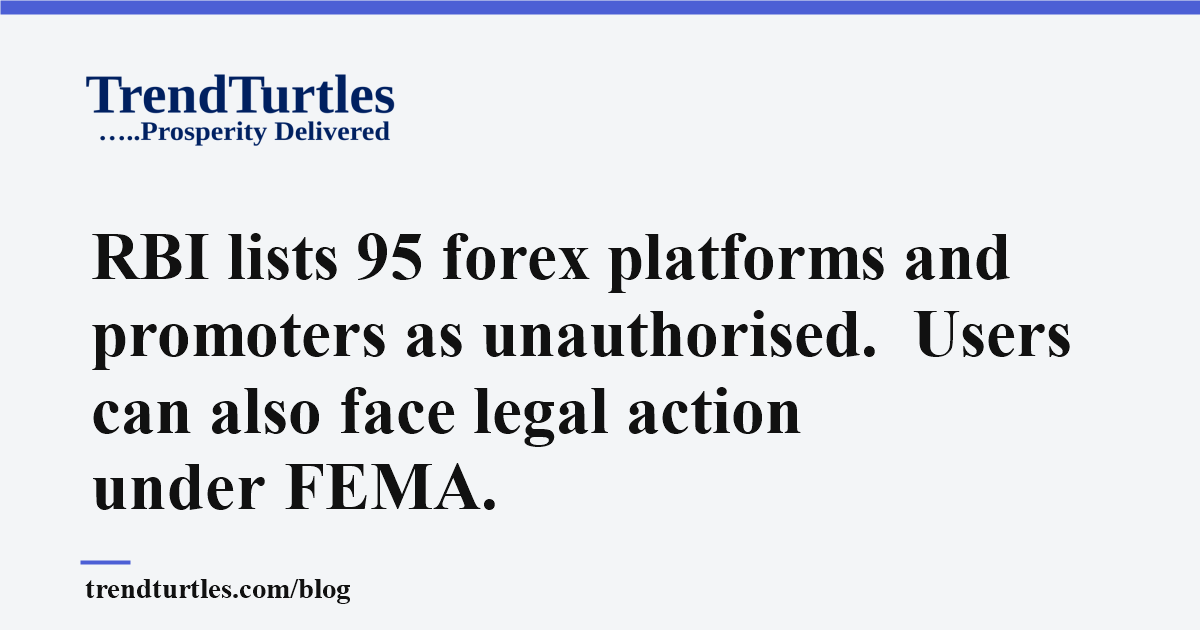 TrendTurtles
.....Prosperity Delivered
RBI lists 95 forex platforms and
promoters as unauthorised.  Users
can also face legal action
under FEMA.
trendturtles.com/blog